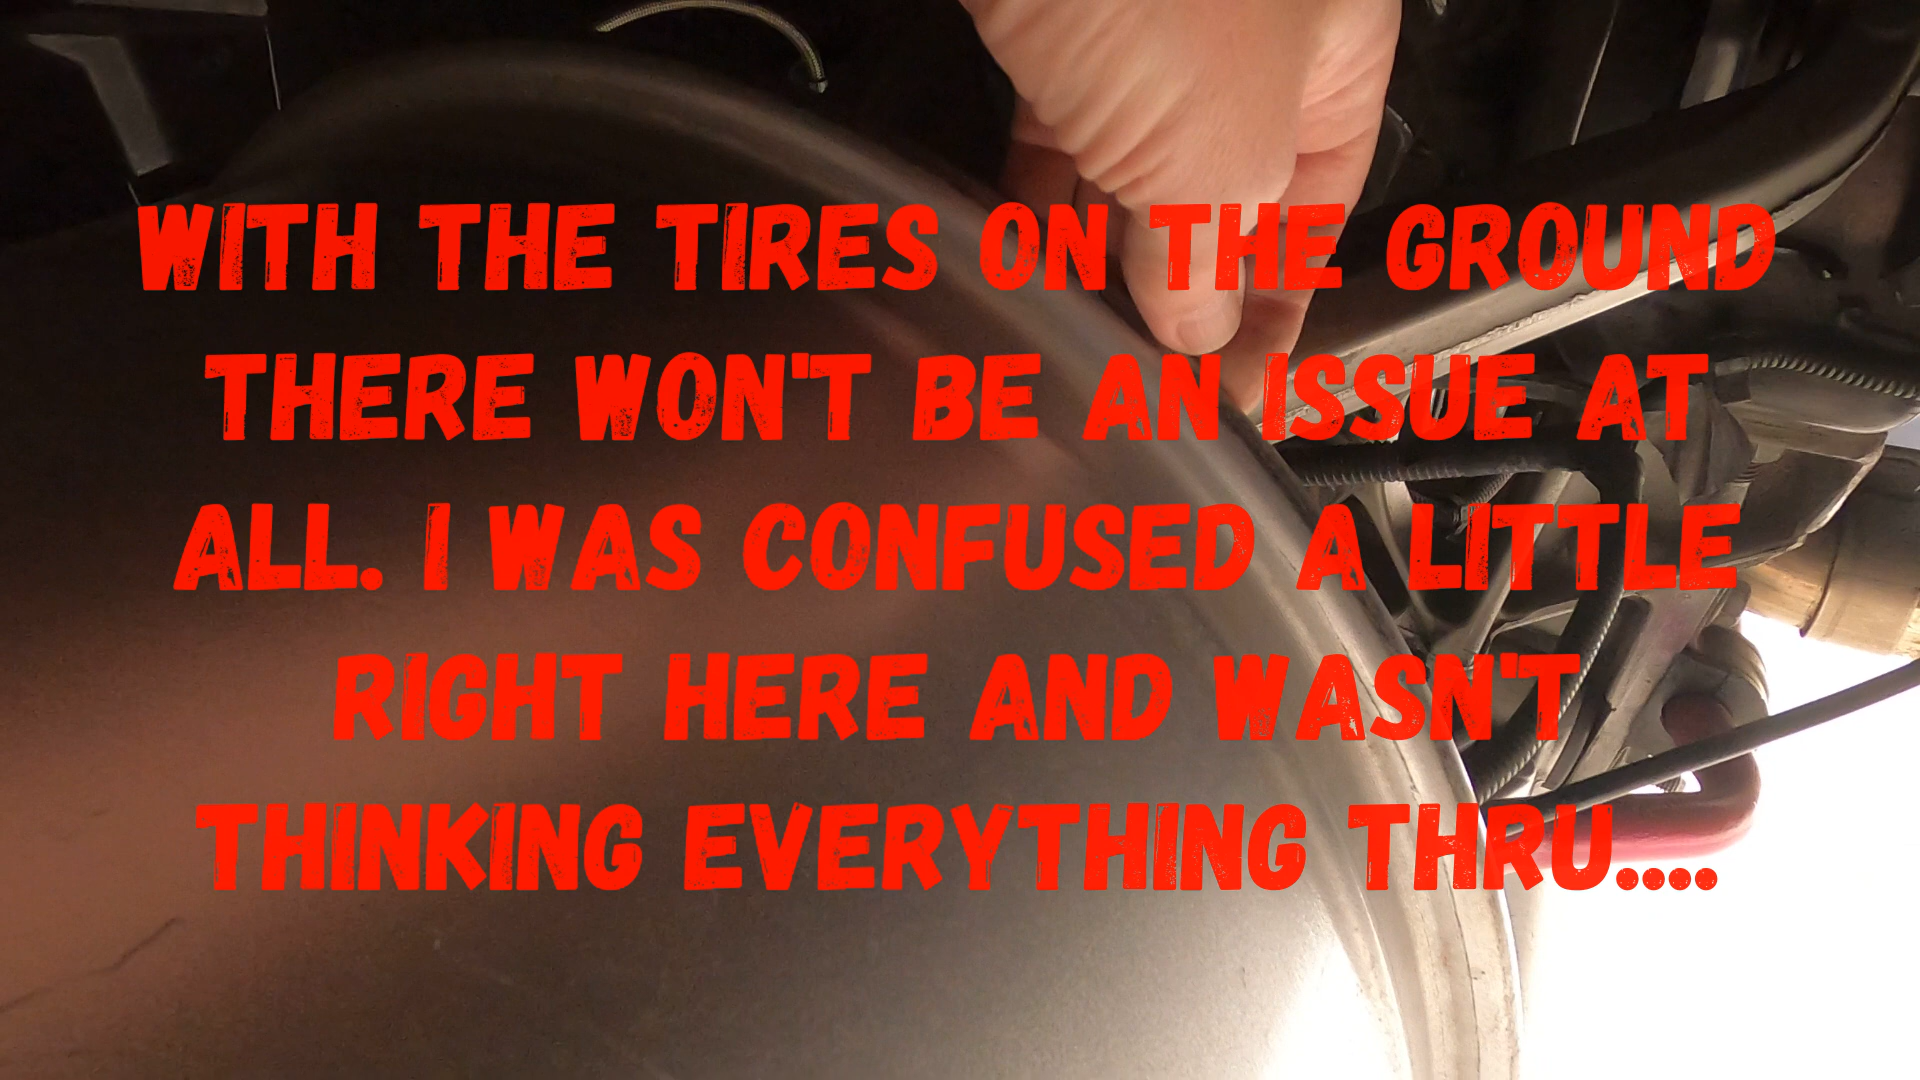 WITH THE TIRES ON THE GROUND
THERE WON'T BE AN ISSUE AT
ALL. I WAS CONFUSED A LITTLE
RIGHT HERE AND WASN'T
THINKING EVERYTHING THRU....